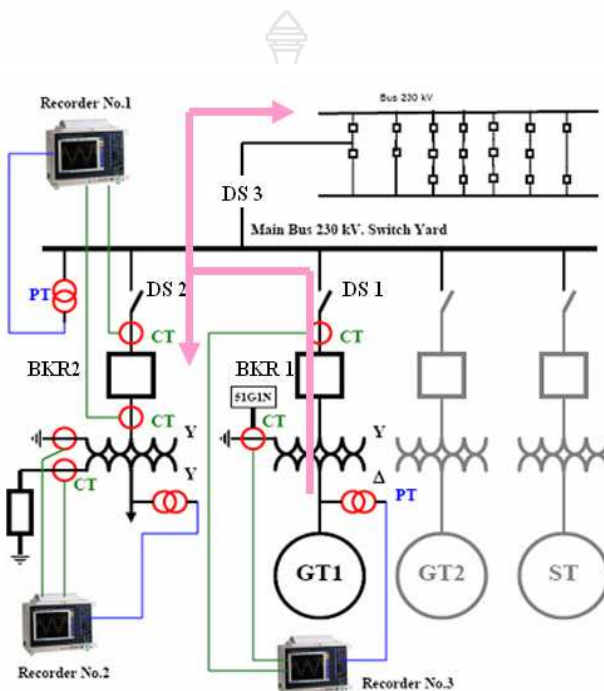 Recorder No.1
Bus 230 kV
DS 3
Main Bus 230 kV. Switch Yard
PT
DS 2
DS 1
CT
CT
BKR2
BKR 1
51G1N
CT
CT
Y
Y
CT
Y
Δ
PT
GT1
GT2
ST
Recorder No.2
Recorder No.3